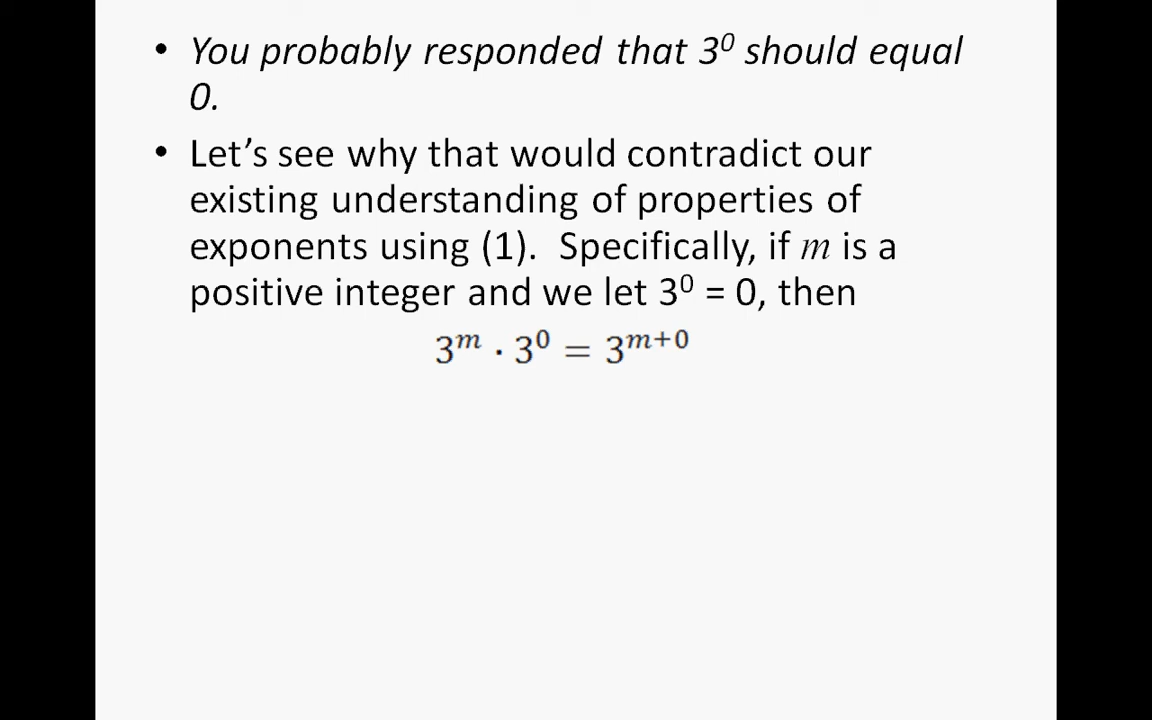 • You probably responded that 3⁰ should equal
0.
• Let’s see why that would contradict our
existing understanding of properties of
exponents using (1).  Specifically, if m is a
positive integer and we let 3⁰ = 0, then
3ᵐ · 3⁰ = 3ᵐ⁺⁰